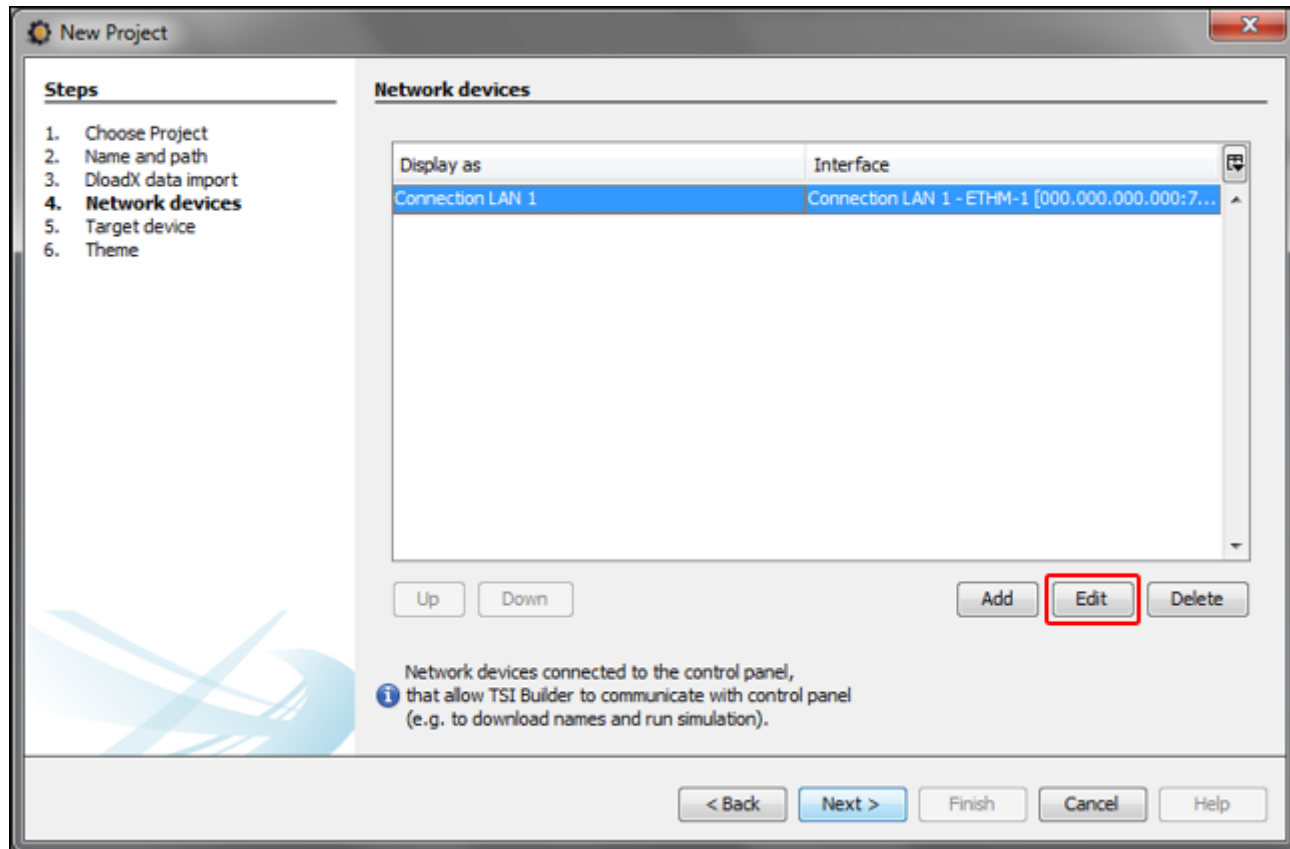 New Project
Steps
1. Choose Project
2. Name and path
3. DloadX data import
4. Network devices
5. Target device
6. Theme
Network devices
Display as Interface
Connection LAN 1 Connection LAN 1 - ETHM-1 [000.000.000.000:7...
Up Down Add Edit Delete
Network devices connected to the control panel,
that allow TSI Builder to communicate with control panel
(e.g. to download names and run simulation).
< Back Next > Finish Cancel Help